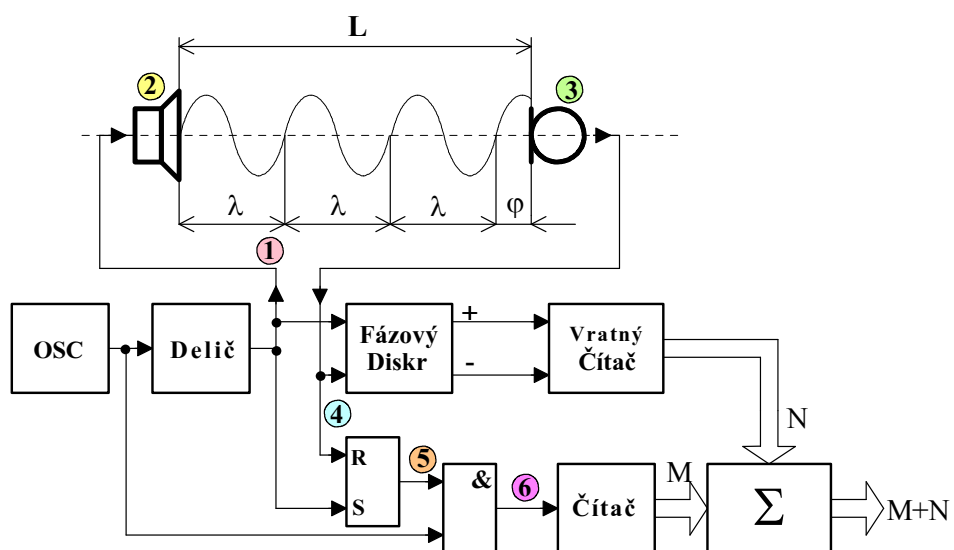 L
2
3
λ λ λ φ
1
OSC
Delič
Fázový
Diskr
+
-
Vratný
Čítač
N
4
R
S
5
&
6
Čítač
M
Σ
M+N